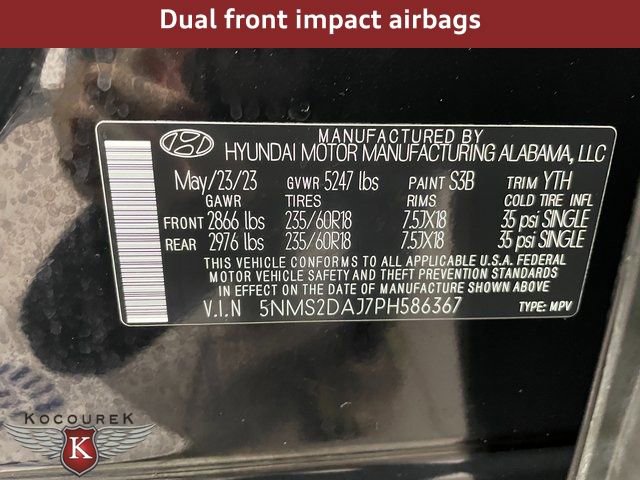 Dual front impact airbags
MANUFACTURED BY
HYUNDAI MOTOR MANUFACTURING ALABAMA, LLC
May/23/23 GVWR 5247 lbs PAINT S3B TRIM YTH
GAWR TIRES RIMS COLD TIRE INFL
FRONT 2866 lbs 235/60R18 7.5JX18 35 psi SINGLE
REAR 2976 lbs 235/60R18 7.5JX18 35 psi SINGLE
THIS VEHICLE CONFORMS TO ALL APPLICABLE U.S.A. FEDERAL
MOTOR VEHICLE SAFETY AND THEFT PREVENTION STANDARDS
IN EFFECT ON THE DATE OF MANUFACTURE SHOWN ABOVE
V.I.N 5NMS2DAJ7PH586367 TYPE: MPV
KOCOUREK
K